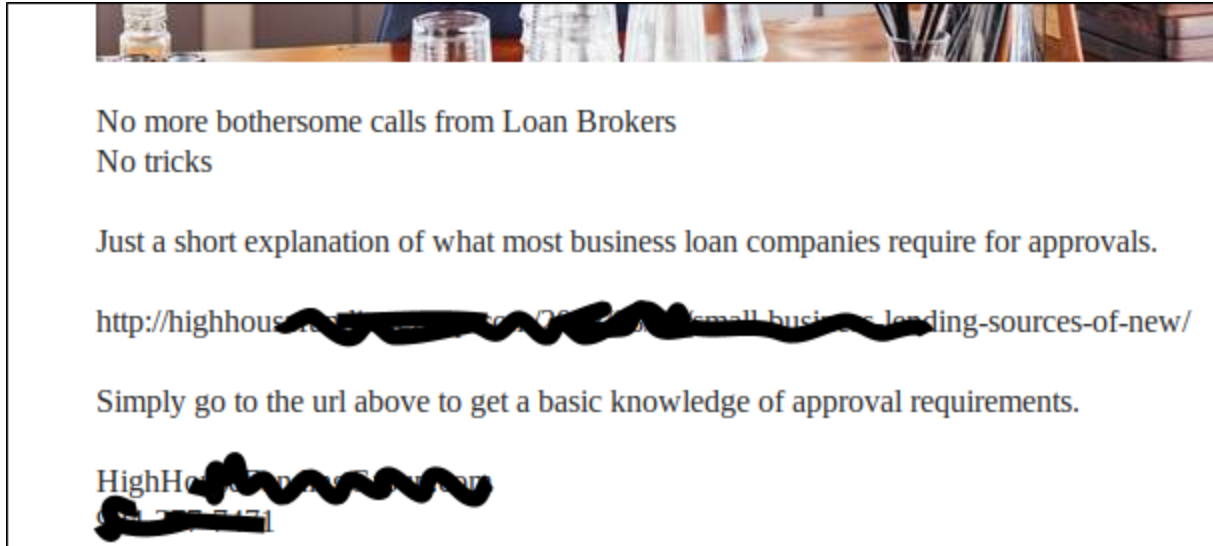 No more bothersome calls from Loan Brokers
No tricks
Just a short explanation of what most business loan companies require for approvals.
http://highhous ding-sources-of-new/
Simply go to the url above to get a basic knowledge of approval requirements.
HighHo